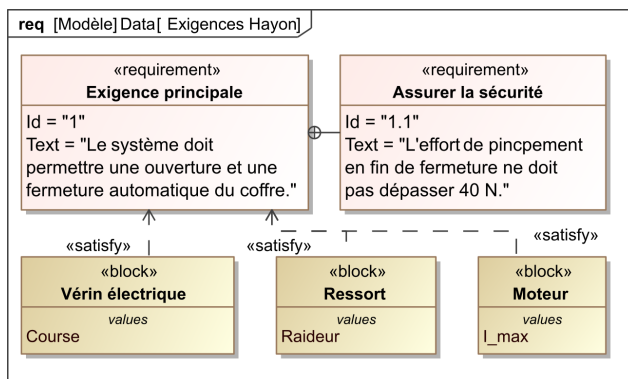 req [Modèle] Data[ Exigences Hayon]
«requirement»
Exigence principale
Id = "1"
Text = "Le système doit
permettre une ouverture et une
fermeture automatique du coffre."
«requirement»
Assurer la sécurité
Id = "1.1"
Text = "L'effort de pincpement
en fin de fermeture ne doit
pas dépasser 40 N."
«satisfy»
«satisfy»
«satisfy»
«block»
Vérin électrique
values
Course
«block»
Ressort
values
Raideur
«block»
Moteur
values
I_max